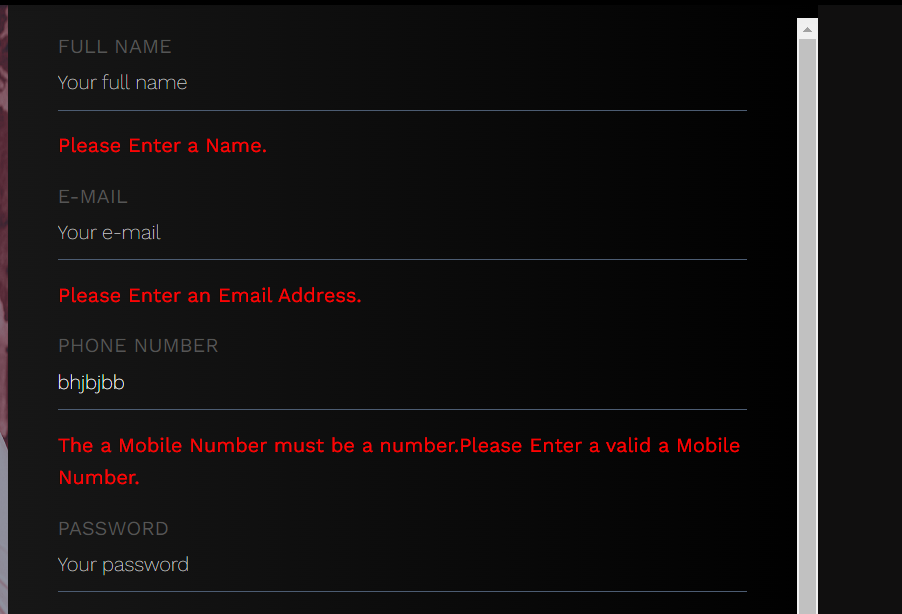 FULL NAME
Your full name
Please Enter a Name.
E-MAIL
Your e-mail
Please Enter an Email Address.
PHONE NUMBER
bhjbjbb
The a Mobile Number must be a number.Please Enter a valid a Mobile
Number.
PASSWORD
Your password